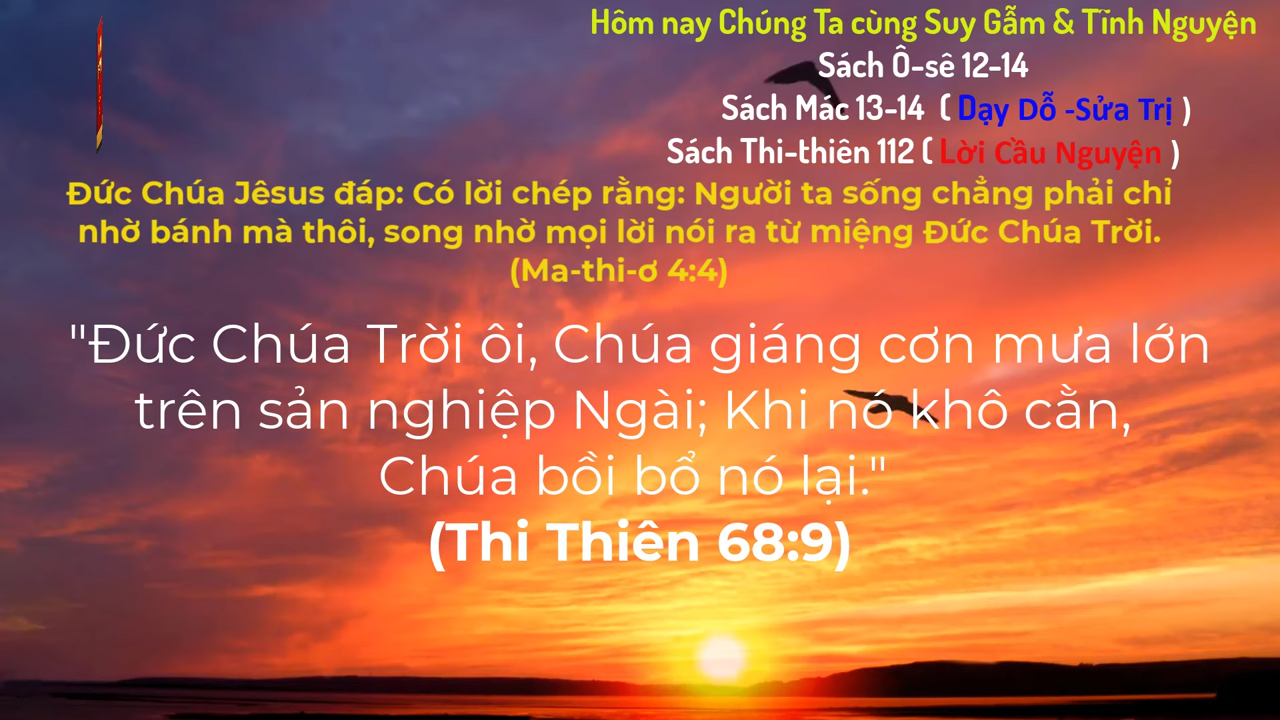 Hôm nay Chúng Ta cùng Suy Gẫm & Tĩnh Nguyện
Sách Ô-sê 12-14
Sách Mác 13-14 ( Dạy Dỗ -Sửa Trị )
Sách Thi-thiên 112 ( Lời Cầu Nguyện )
Đức Chúa Jêsus đáp: Có lời chép rằng: Người ta sống chẳng phải chỉ
nhờ bánh mà thôi, song nhờ mọi lời nói ra từ miệng Đức Chúa Trời.
(Ma-thi-ơ 4:4)
"Đức Chúa Trời ôi, Chúa giáng cơn mưa lớn
trên sản nghiệp Ngài; Khi nó khô cằn,
Chúa bồi bổ nó lại."
(Thi Thiên 68:9)